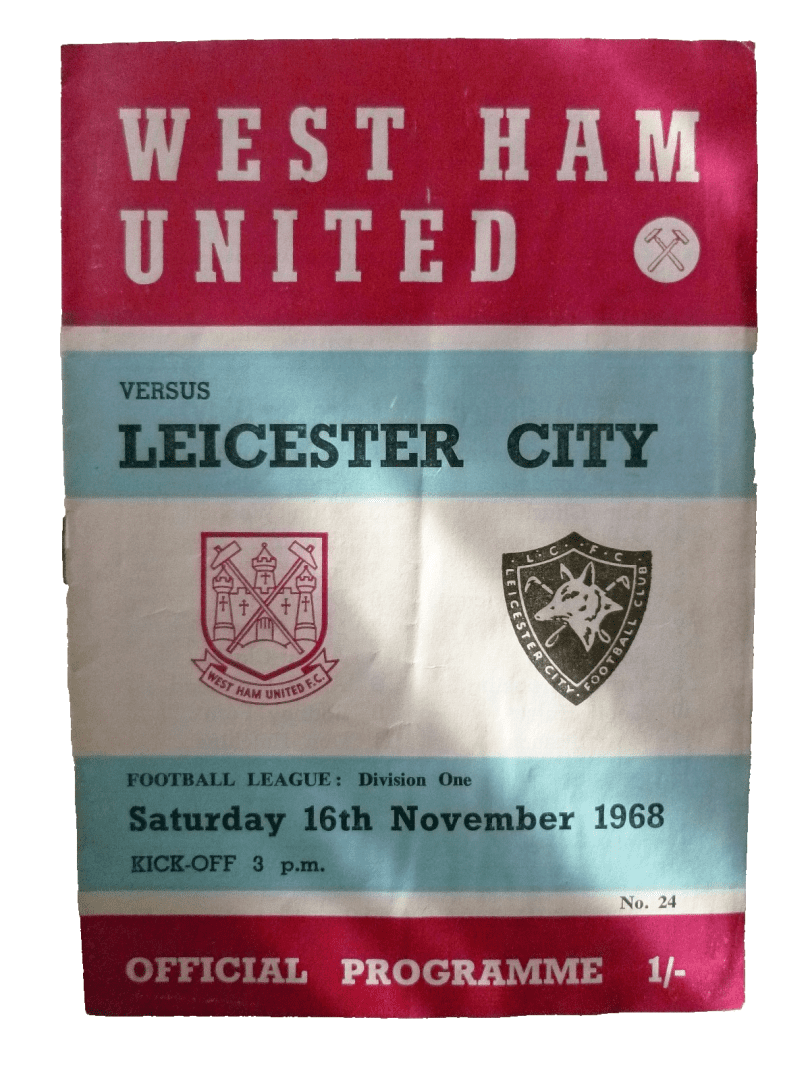 WEST HAM
UNITED
VERSUS
LEICESTER CITY
WEST HAM UNITED F.C.
L·C·F·C
LEICESTER CITY · FOOTBALL CLUB
FOOTBALL LEAGUE: Division One
Saturday 16th November 1968
KICK-OFF 3 p.m.
No. 24
OFFICIAL PROGRAMME 1/-